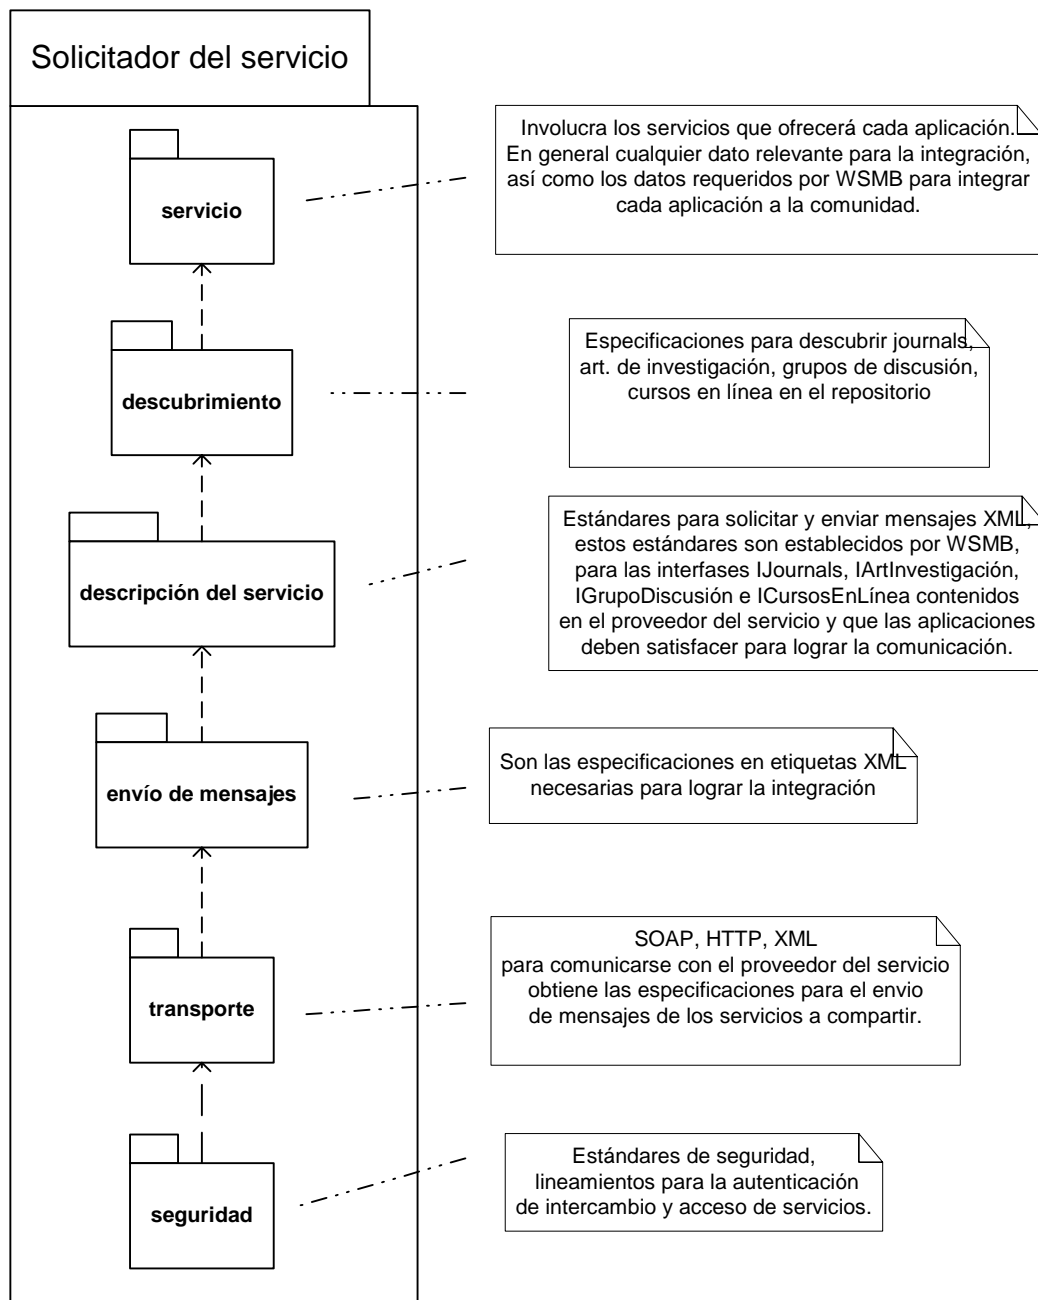 Solicitador del servicio
servicio
Involucra los servicios que ofrecerá cada aplicación.
En general cualquier dato relevante para la integración,
así como los datos requeridos por WSMB para integrar
cada aplicación a la comunidad.
descubrimiento
Especificaciones para descubrir journals,
art. de investigación, grupos de discusión,
cursos en línea en el repositorio
descripción del servicio
Estándares para solicitar y enviar mensajes XML,
estos estándares son establecidos por WSMB,
para las interfases IJournals, IArtInvestigación,
IGrupoDiscusión e ICursosEnLínea contenidos
en el proveedor del servicio y que las aplicaciones
deben satisfacer para lograr la comunicación.
envío de mensajes
Son las especificaciones en etiquetas XML
necesarias para lograr la integración
transporte
SOAP, HTTP, XML
para comunicarse con el proveedor del servicio
obtiene las especificaciones para el envio
de mensajes de los servicios a compartir.
seguridad
Estándares de seguridad,
lineamientos para la autenticación
de intercambio y acceso de servicios.